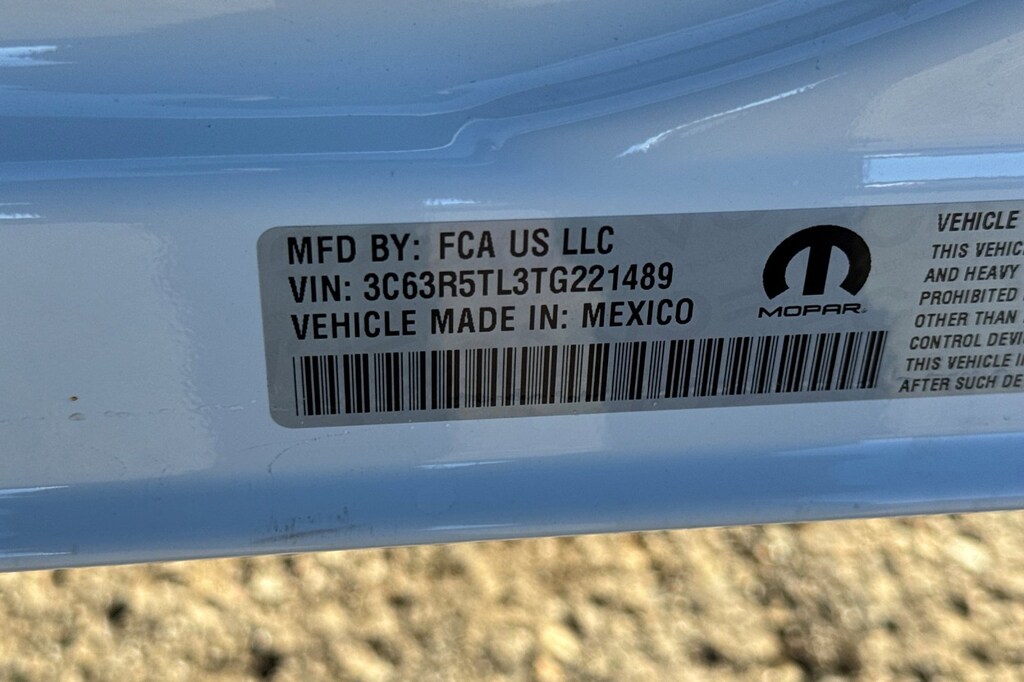 MFD BY: FCA US LLC
VIN: 3C63R5TL3TG221489
VEHICLE MADE IN: MEXICO
MOPAR
VEHICLE
THIS VEHIC
AND HEAVY
PROHIBITED
OTHER THAN
CONTROL DEVI
THIS VEHICLE I
AFTER SUCH DE